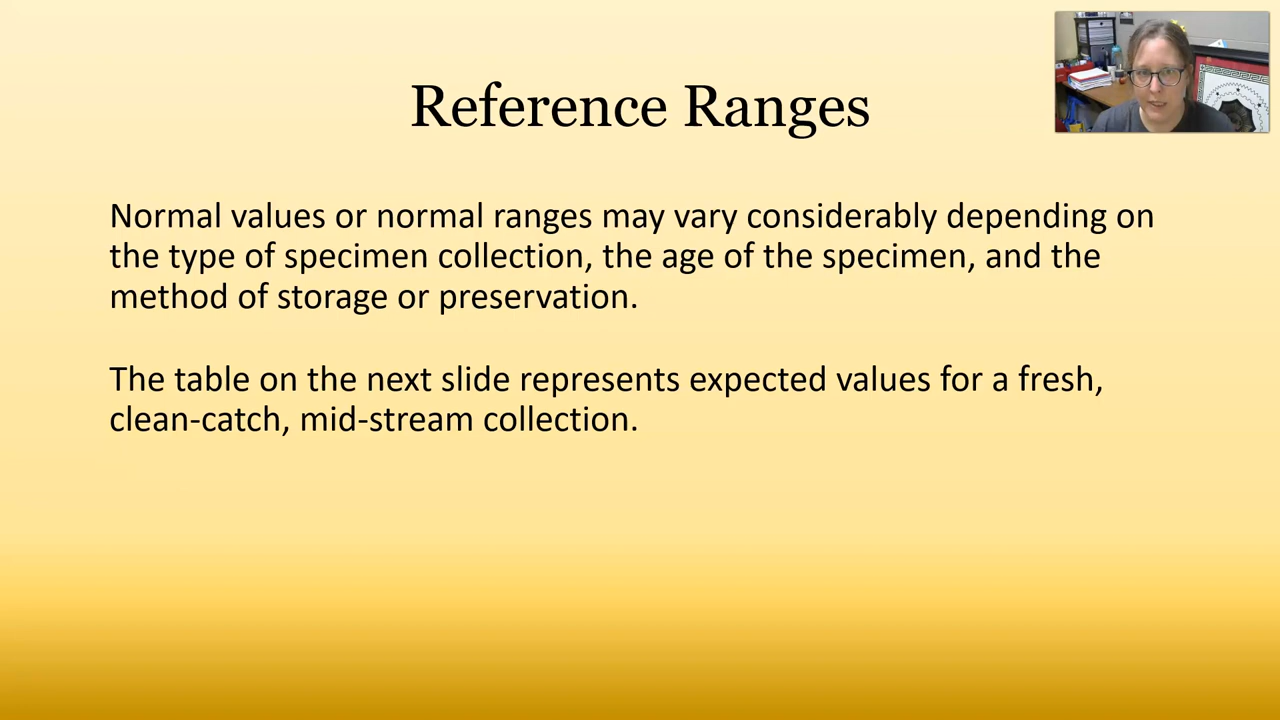 Reference Ranges
Normal values or normal ranges may vary considerably depending on
the type of specimen collection, the age of the specimen, and the
method of storage or preservation.
The table on the next slide represents expected values for a fresh,
clean-catch, mid-stream collection.